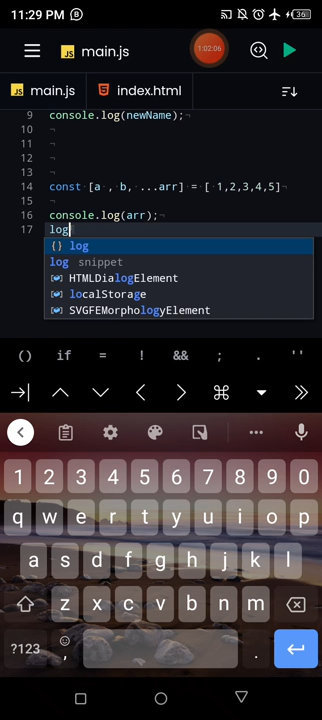 11:29 PM
36
main.js
1:02:06
main.js
index.html
9 console.log(newName);¬
10 ¬
11 ¬
12 ¬
13 ¬
14 const [a , b, ...arr] = [ 1,2,3,4,5]¬
15 ¬
16 console.log(arr);¬
17 log
{} log
log snippet
HTMLDialogElement
localStorage
SVGFEMorphologyElement
() if = ! && ; . ''
1 2 3 4 5 6 7 8 9 0
q w e r t y u i o p
a s d f g h j k l
z x c v b n m
?123 , .